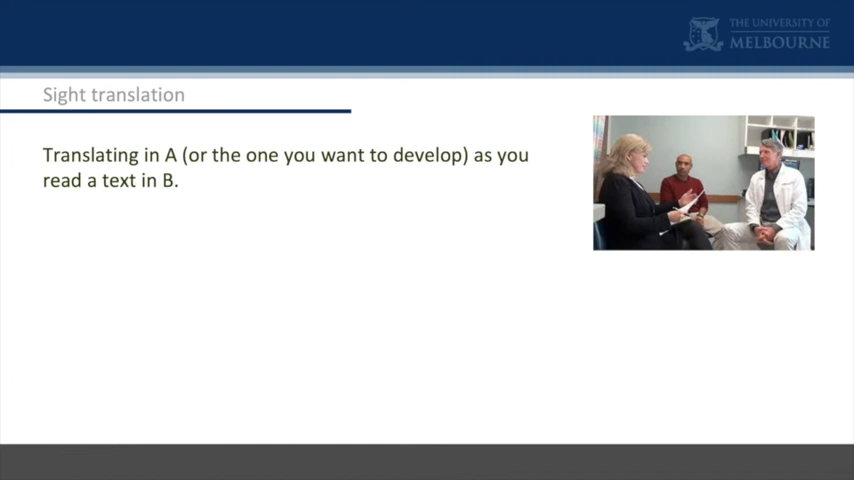 THE UNIVERSITY OF
MELBOURNE
Sight translation
Translating in A (or the one you want to develop) as you
read a text in B.